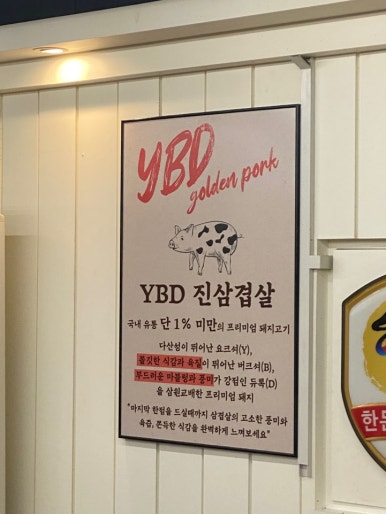 YBD
golden pork
YBD 진삼겹살
국내 유통 단 1% 미만의 프리미엄 돼지고기
다산성이 뛰어난 요크셔(Y),
쫄깃한 식감과 육질이 뛰어난 버크셔(B),
부드러운 마블링과 풍미가 강점인 듀록(D)
을 삼원교배한 프리미엄 돼지
"마지막 한점을 드실때까지 삼겹살의 고소한 풍미와
육즙, 쫀득한 식감을 완벽하게 느껴보세요"
한돈